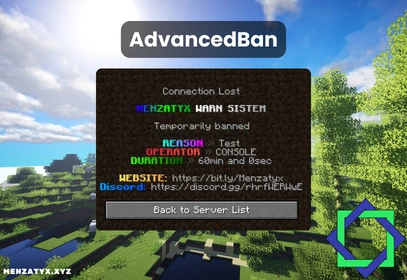 AdvancedBan
Connection Lost
MENZATYX WARN SISTEM
Temporarily banned
REASON » Test
OPERATOR » CONSOLE
DURATION » 60min and 0sec
WEBSITE: https://bit.ly/Menzatyx
Discord: https://discord.gg/rhrfWERWwE
Back to Server List
MENZATYX.XYZ